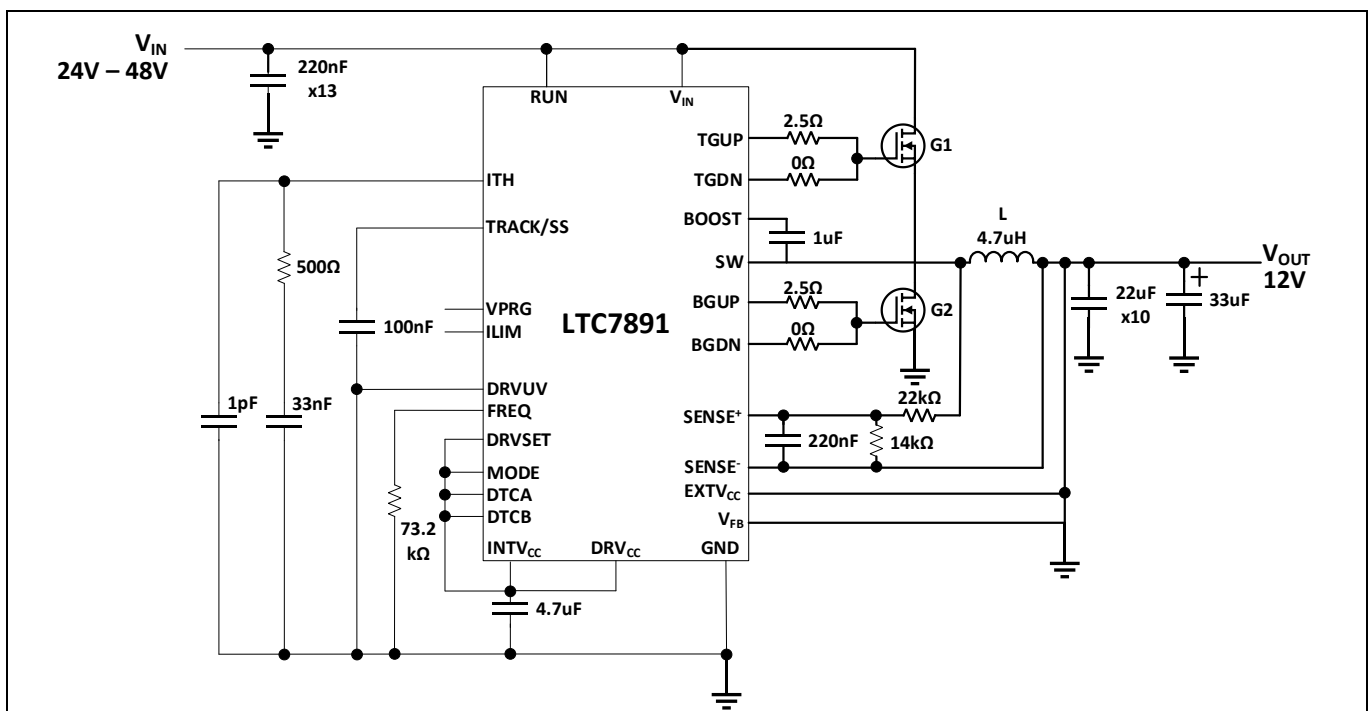 V_IN
24V – 48V
220nF
x13
RUN
V_IN
TGUP
2.5Ω
G1
TGDN
0Ω
ITH
BOOST
TRACK/SS
1uF
L
4.7uH
500Ω
SW
V_OUT
12V
BGUP
2.5Ω
22uF
x10
33uF
G2
VPRG
ILIM
100nF
LTC7891
BGDN
0Ω
22kΩ
1pF
33nF
DRVUV
FREQ
SENSE+
220nF
14kΩ
DRVSET
SENSE-
MODE
EXTV_CC
DTCA
DTCB
V_FB
73.2
kΩ
INTV_CC
DRV_CC
GND
4.7uF
+